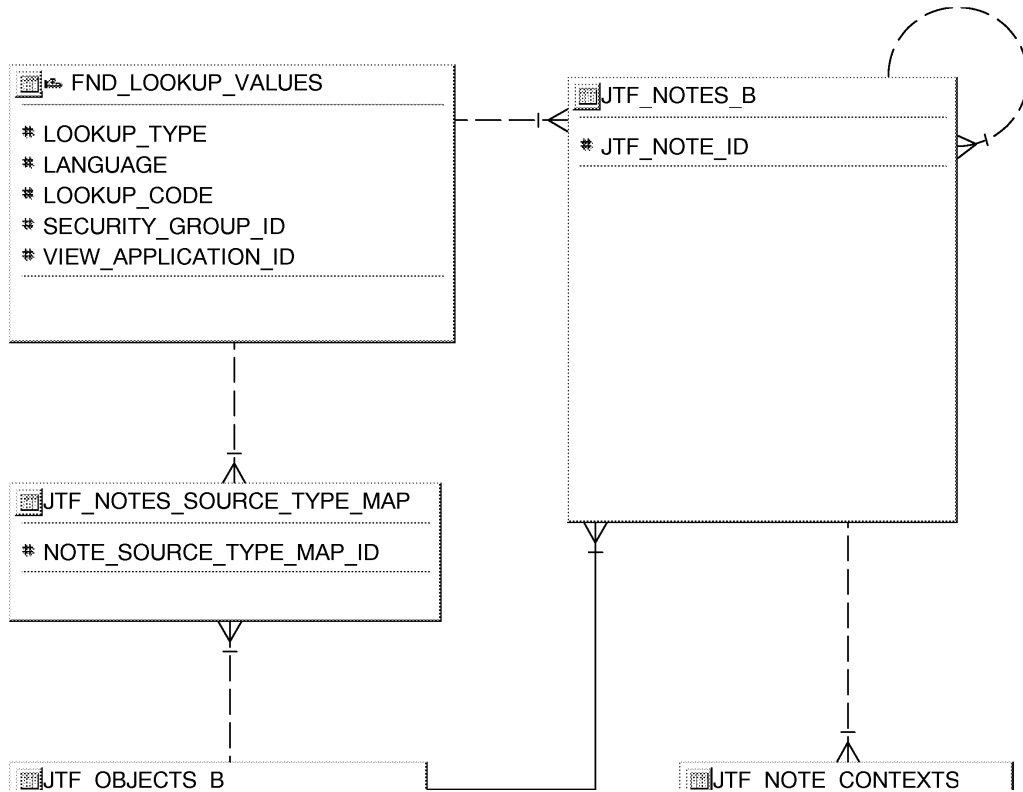 FND_LOOKUP_VALUES
# LOOKUP_TYPE
# LANGUAGE
# LOOKUP_CODE
# SECURITY_GROUP_ID
# VIEW_APPLICATION_ID
JTF_NOTES_B
# JTF_NOTE_ID
JTF_NOTES_SOURCE_TYPE_MAP
# NOTE_SOURCE_TYPE_MAP_ID
JTF_OBJECTS_B
JTF_NOTE_CONTEXTS